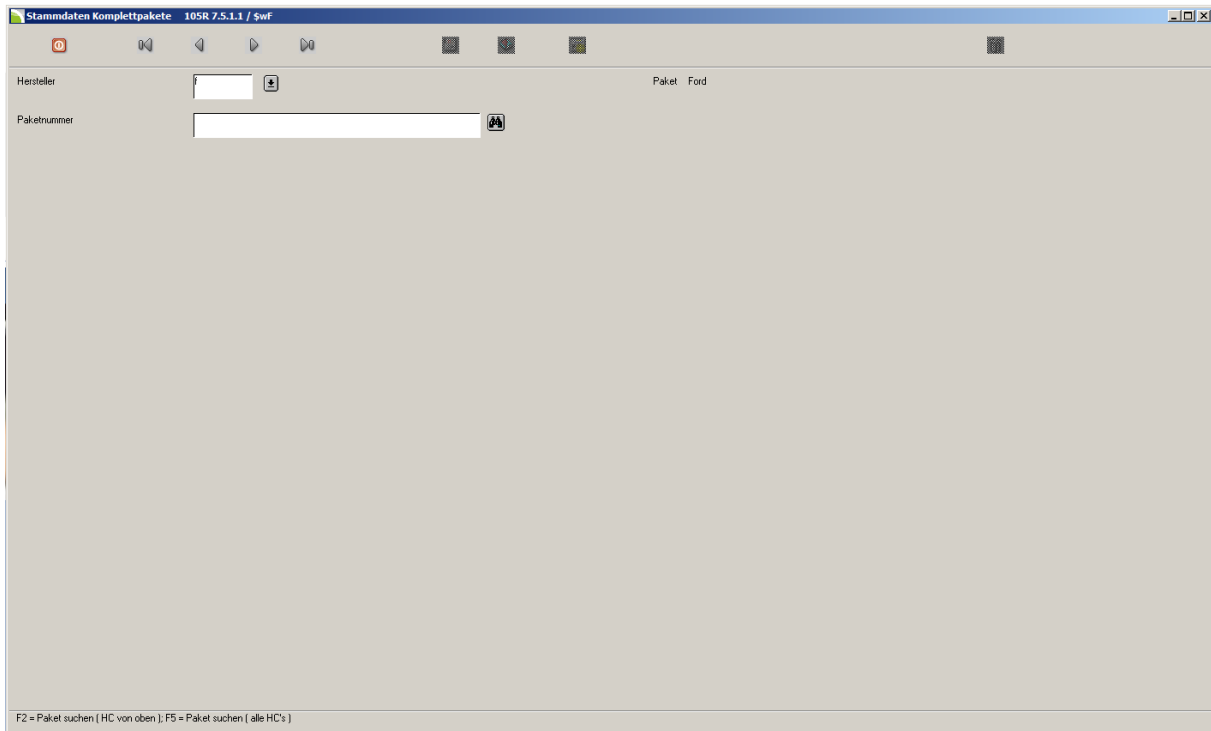 Stammdaten Komplettpakete 105R 7.5.1.1 / $wF
Hersteller f Paket Ford
Paketnummer
F2 = Paket suchen ( HC von oben ); F5 = Paket suchen ( alle HC's )